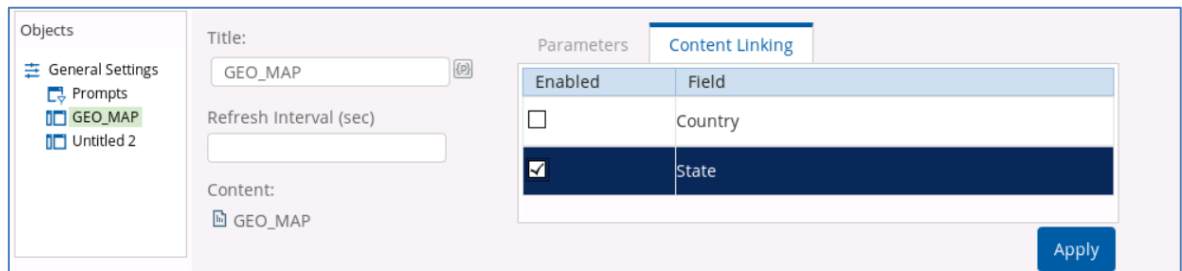 Objects
General Settings
Prompts
GEO_MAP
Untitled 2
Title:
GEO_MAP
{p}
Refresh Interval (sec)
Content:
GEO_MAP
Parameters
Content Linking
Enabled Field
Country
State
Apply